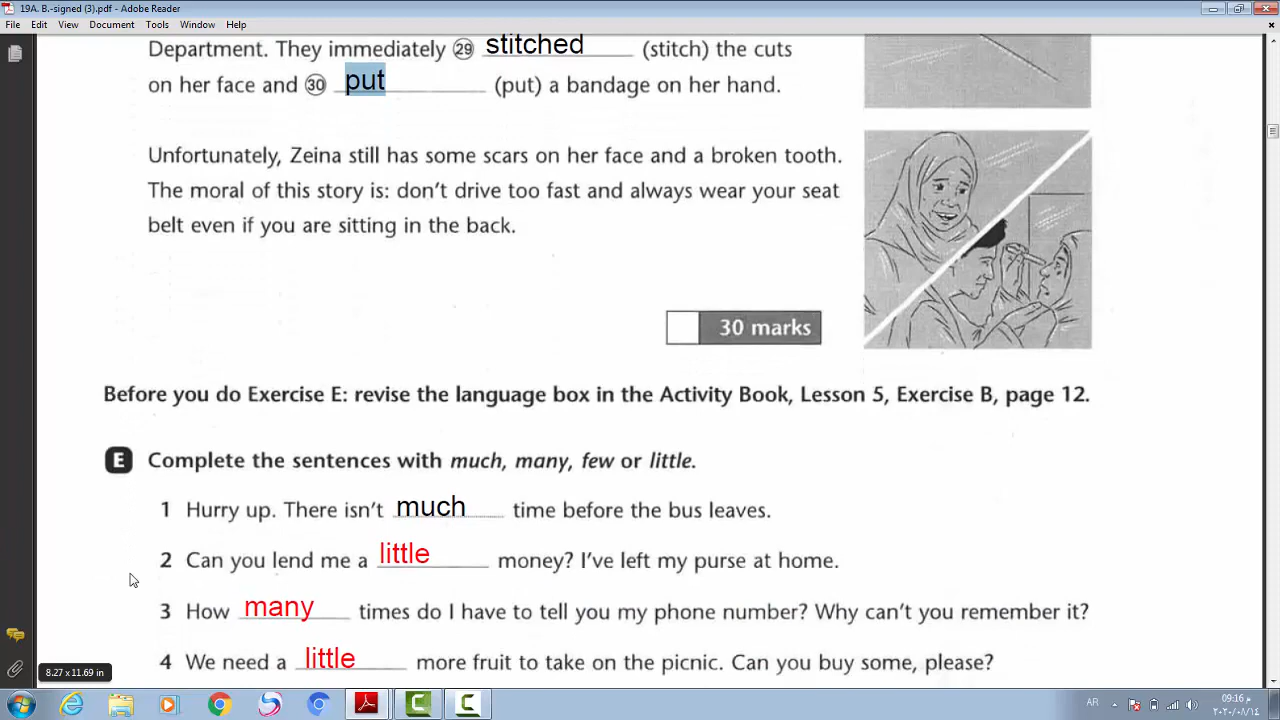 19A. B.-signed (3).pdf - Adobe Reader
File Edit View Document Tools Window Help
Department. They immediately 29 stitched (stitch) the cuts
on her face and 30 put (put) a bandage on her hand.
Unfortunately, Zeina still has some scars on her face and a broken tooth.
The moral of this story is: don't drive too fast and always wear your seat
belt even if you are sitting in the back.
30 marks
Before you do Exercise E: revise the language box in the Activity Book, Lesson 5, Exercise B, page 12.
E Complete the sentences with much, many, few or little.
1 Hurry up. There isn't much time before the bus leaves.
2 Can you lend me a little money? I've left my purse at home.
3 How many times do I have to tell you my phone number? Why can't you remember it?
4 We need a little more fruit to take on the picnic. Can you buy some, please?
8.27 x 11.69 in
AR
09:16 م
٢٠٢٠/٠٨/١٤